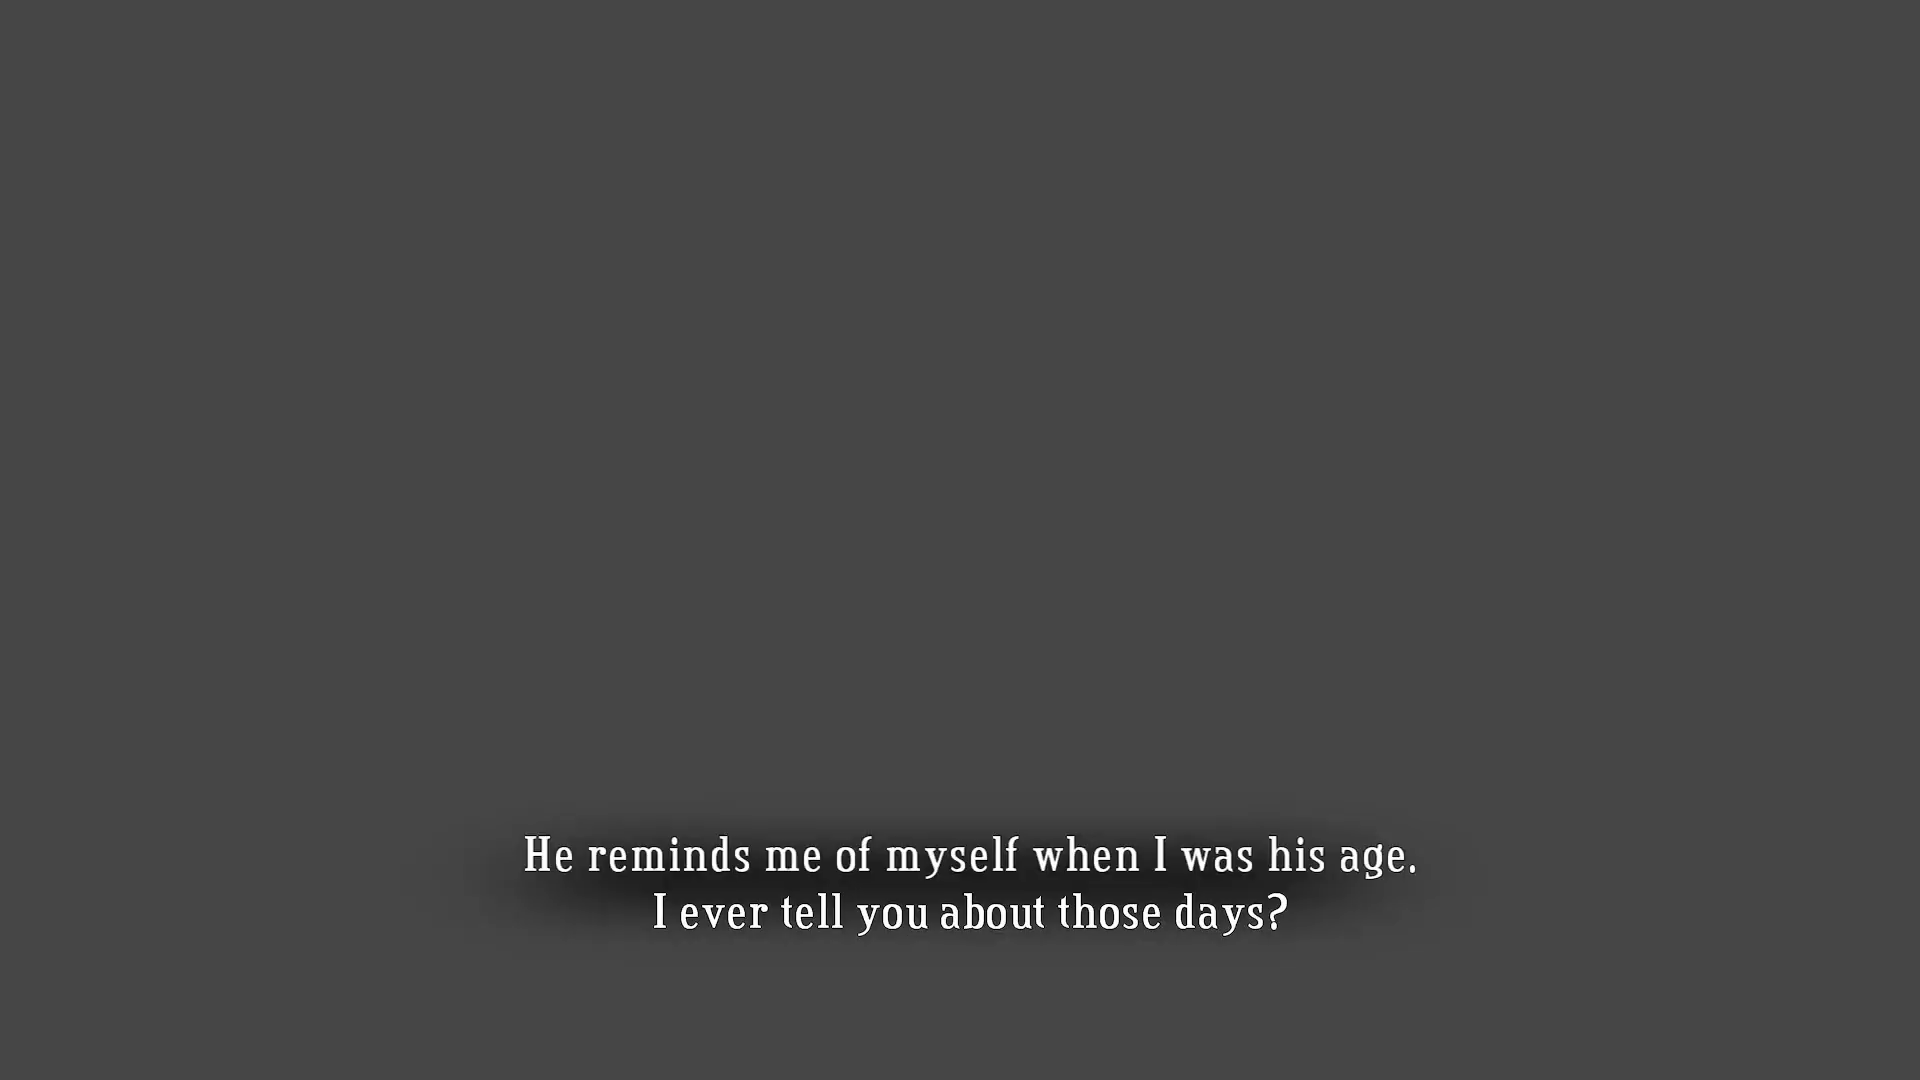 He reminds me of myself when I was his age.
I ever tell you about those days?